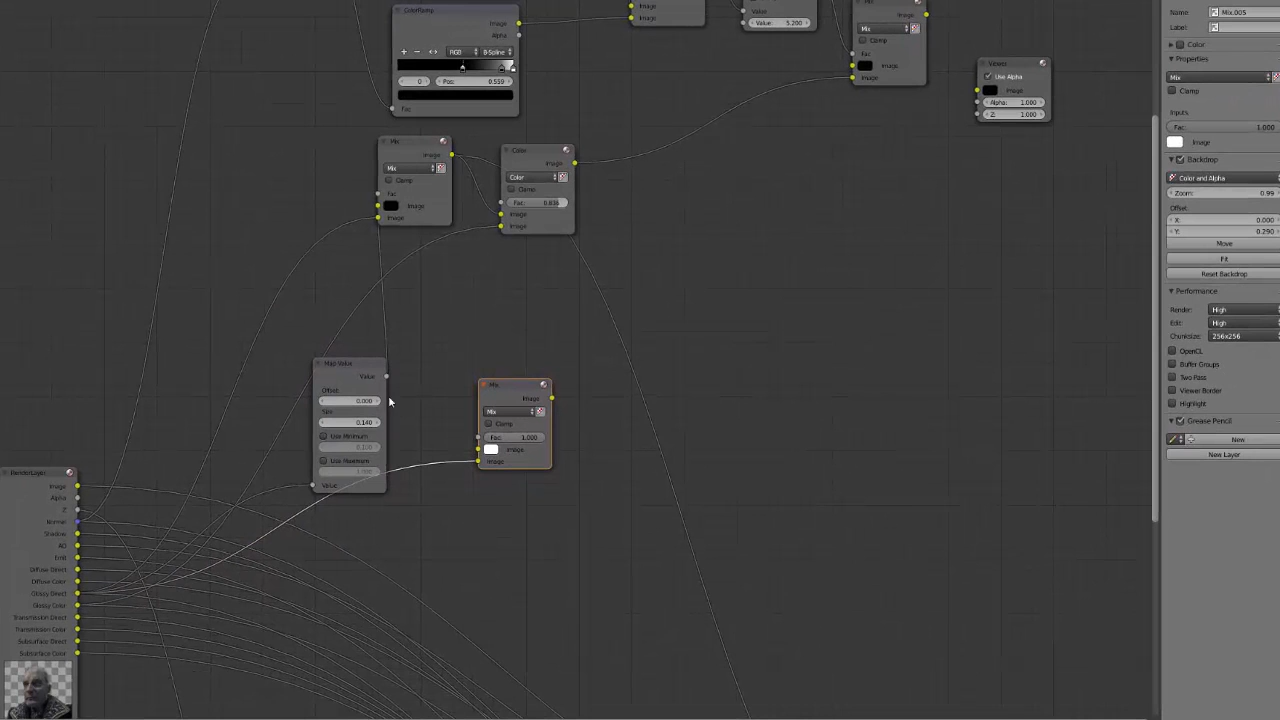 ColorRamp
Image
Alpha
+ − RGB B-Spline
0 Pos: 0.559
Fac
Image
Image
Value
Value: 5.200
Mix
Image
Mix
Clamp
Fac
Image
Image
Viewer
Use Alpha
Image
Alpha: 1.000
Z: 1.000
Mix
Image
Mix
Clamp
Fac
Image
Image
Color
Image
Color
Clamp
Fac: 0.838
Image
Image
Map Value
Value
Offset:
0.000
Size:
0.140
Use Minimum
Use Maximum
Value
Mix
Image
Mix
Clamp
Fac: 1.000
Image
Image
RenderLayer
Image
Alpha
Z
Normal
Shadow
AO
Emit
Diffuse Direct
Diffuse Color
Glossy Direct
Glossy Color
Transmission Direct
Transmission Color
Subsurface Direct
Subsurface Color
Name Mix.005
Label:
Color
Properties
Mix
Clamp
Inputs
Fac: 1.000
Image
Backdrop
Color and Alpha
Zoom: 0.99
Offset:
X: 0.000
Y: 0.290
Move
Fit
Reset Backdrop
Performance
Render: High
Edit: High
Chunksize: 256x256
OpenCL
Buffer Groups
Two Pass
Viewer Border
Highlight
Grease Pencil
New
New Layer